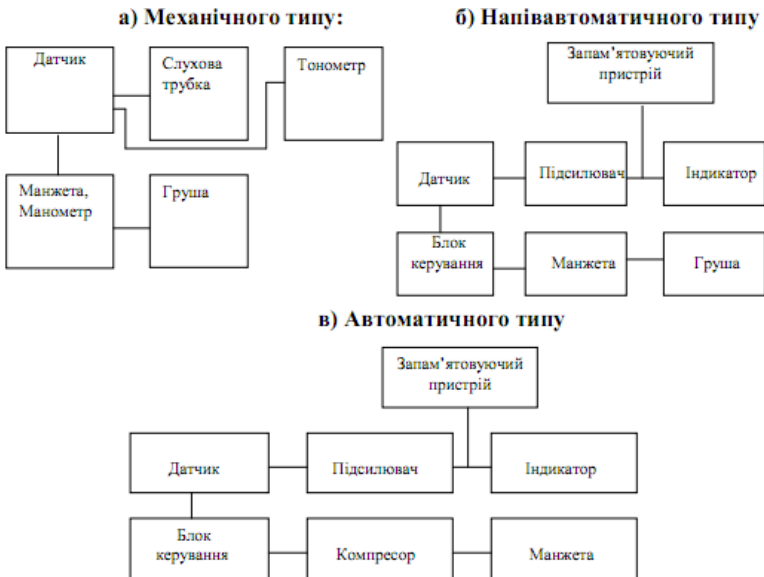 а) Механічного типу:
Датчик
Слухова
трубка
Тонометр
Манжета,
Манометр
Груша
б) Напівавтоматичного типу
Запам’ятовуючий
пристрій
Датчик
Підсилювач
Індикатор
Блок
керування
Манжета
Груша
в) Автоматичного типу
Запам’ятовуючий
пристрій
Датчик
Підсилювач
Індикатор
Блок
керування
Компресор
Манжета